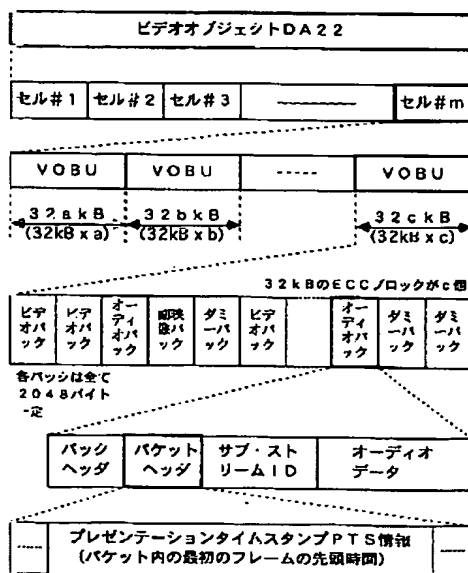 ビデオオブジェクトDA22
セル#1 セル#2 セル#3 セル#m
VOBU VOBU ----- VOBU
32akB 32bkB 32ckB
(32kBxa) (32kBxb) (32kBxc)
32kBのECCブロックがc個
ビデオパック ビデオパック オーディオパック 副映像パック ダミーパック ビデオパック オーディオパック ダミーパック ダミーパック
各パックは全て
2048バイト
一定
パック パケット サブ・スト オーディオ
ヘッダ ヘッダ リームID データ
プレゼンテーションタイムスタンプPTS情報
(パケット内の最初のフレームの先頭時間)